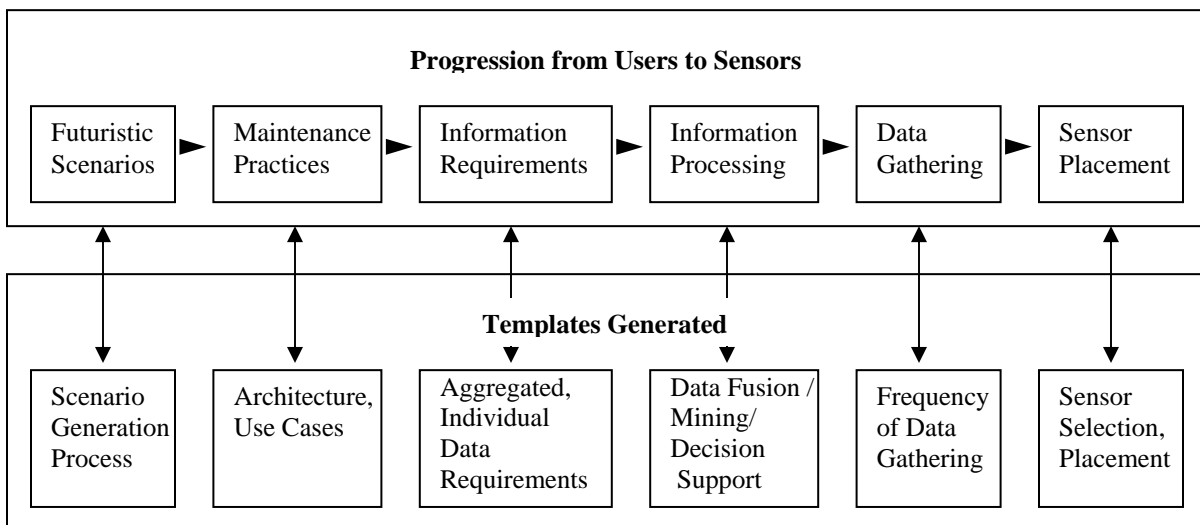 Progression from Users to Sensors
Futuristic
Scenarios
Maintenance
Practices
Information
Requirements
Information
Processing
Data
Gathering
Sensor
Placement
Templates Generated
Scenario
Generation
Process
Architecture,
Use Cases
Aggregated,
Individual
Data
Requirements
Data Fusion /
Mining/
Decision
Support
Frequency
of Data
Gathering
Sensor
Selection,
Placement